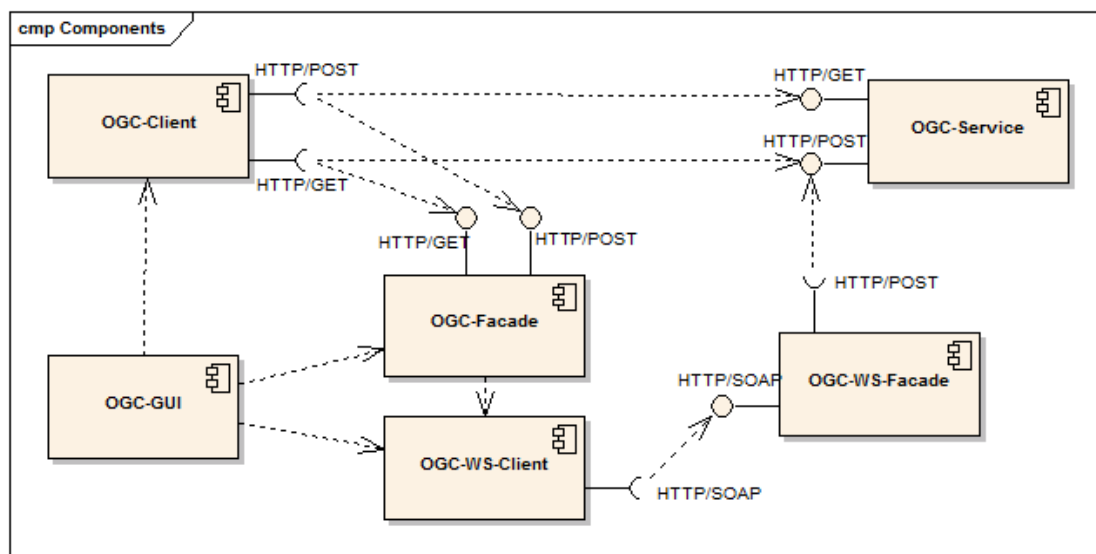 cmp Components
HTTP/POST
HTTP/GET
OGC-Client
OGC-Service
HTTP/POST
HTTP/GET
HTTP/GET
HTTP/POST
HTTP/POST
OGC-Facade
HTTP/SOAP
OGC-WS-Facade
OGC-GUI
OGC-WS-Client
HTTP/SOAP